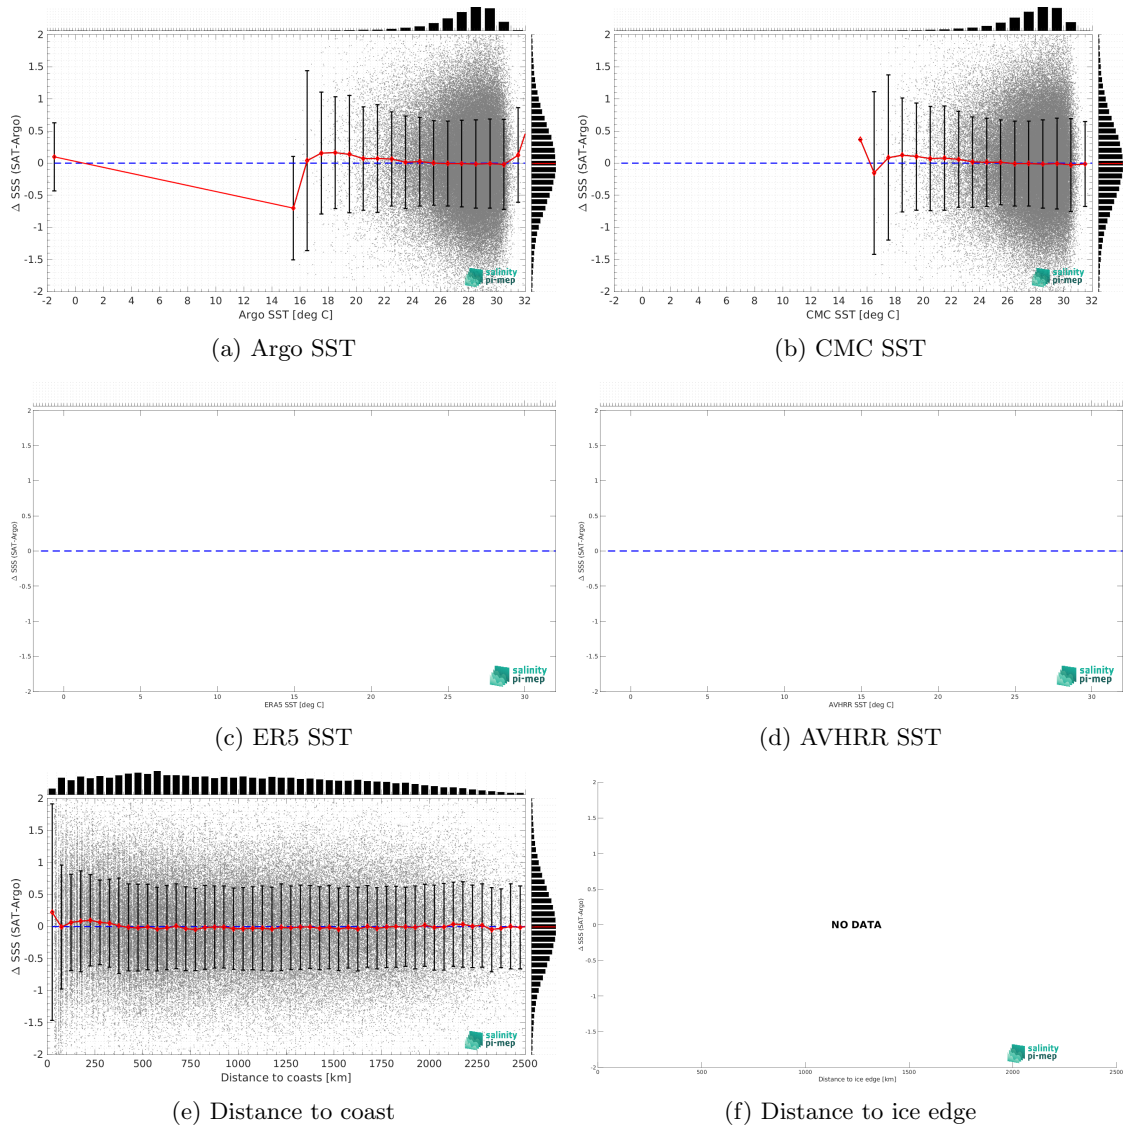 2
1.5
1
0.5
0
-0.5
-1
-1.5
-2
Δ SSS (SAT-Argo)
-2 0 2 4 6 8 10 12 14 16 18 20 22 24 26 28 30 32
Argo SST [deg C]
salinity
pi-mep
(a) Argo SST
2
1.5
1
0.5
0
-0.5
-1
-1.5
-2
Δ SSS (SAT-Argo)
-2 0 2 4 6 8 10 12 14 16 18 20 22 24 26 28 30 32
CMC SST [deg C]
salinity
pi-mep
(b) CMC SST
2
1.5
1
0.5
0
-0.5
-1
-1.5
-2
Δ SSS (SAT-Argo)
0 5 10 15 20 25 30
ERA5 SST [deg C]
salinity
pi-mep
(c) ER5 SST
2
1.5
1
0.5
0
-0.5
-1
-1.5
-2
Δ SSS (SAT-Argo)
0 5 10 15 20 25 30
AVHRR SST [deg C]
salinity
pi-mep
(d) AVHRR SST
2
1.5
1
0.5
0
-0.5
-1
-1.5
-2
Δ SSS (SAT-Argo)
0 250 500 750 1000 1250 1500 1750 2000 2250 2500
Distance to coasts [km]
salinity
pi-mep
(e) Distance to coast
2
1.5
1
0.5
0
-0.5
-1
-1.5
-2
Δ SSS (SAT-Argo)
NO DATA
0 500 1000 1500 2000 2500
Distance to ice edge [km]
salinity
pi-mep
(f) Distance to ice edge